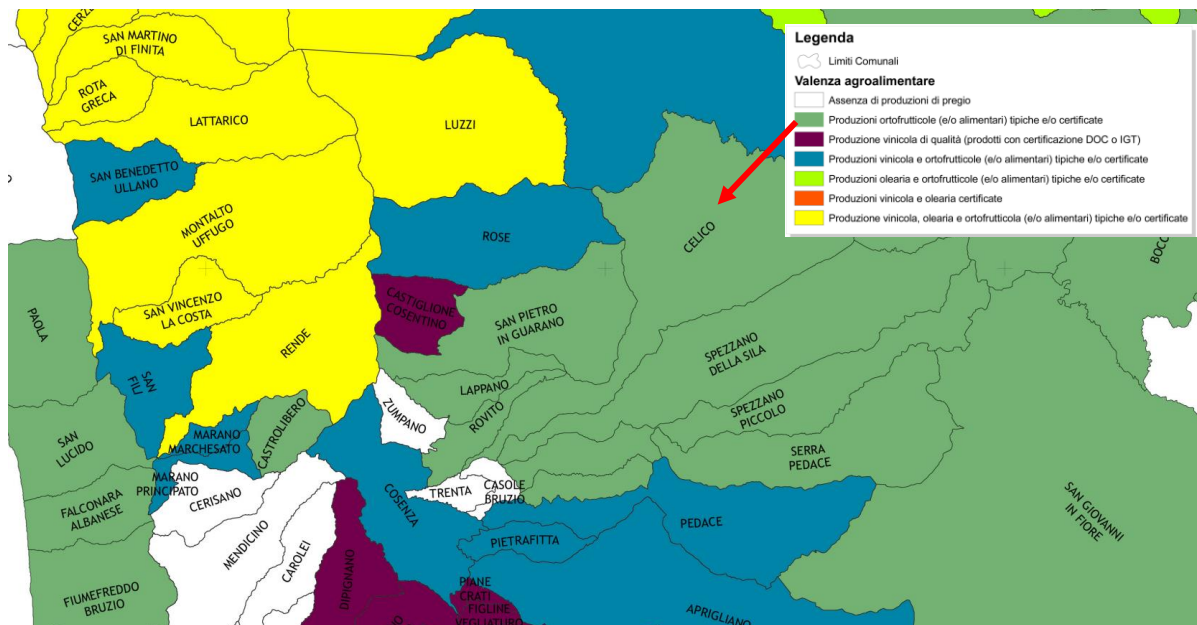 SAN MARTINO
DI FINITA
ROTA
GRECA
LATTARICO
LUZZI
SAN BENEDETTO
ULLANO
MONTALTO
UFFUGO
ROSE
CELICO
SAN VINCENZO
LA COSTA
CASTIGLIONE
COSENTINO
PAOLA
RENDE
SAN PIETRO
IN GUARANO
SPEZZANO
DELLA SILA
SAN
FILI
LAPPANO
ZUMPANO
ROVITO
SPEZZANO
PICCOLO
SAN
LUCIDO
MARANO
MARCHESATO
CASTROLIBERO
SERRA
PEDACE
MARANO
PRINCIPATO
CERISANO
TRENTA
CASOLE
BRUZIO
FALCONARA
ALBANESE
COSENZA
SAN GIOVANNI
IN FIORE
MENDICINO
PEDACE
PIETRAFITTA
CAROLEI
DIPIGNANO
FIUMEFREDDO
BRUZIO
PIANE
CRATI
FIGLINE
VEGLIATURO
APRIGLIANO
Legenda
Limiti Comunali
Valenza agroalimentare
Assenza di produzioni di pregio
Produzioni ortofrutticole (e/o alimentari) tipiche e/o certificate
Produzione vinicola di qualità (prodotti con certificazione DOC o IGT)
Produzioni vinicola e ortofrutticole (e/o alimentari) tipiche e/o certificate
Produzioni olearia e ortofrutticole (e/o alimentari) tipiche e/o certificate
Produzioni vinicola e olearia certificate
Produzione vinicola, olearia e ortofrutticola (e/o alimentari) tipiche e/o certificate